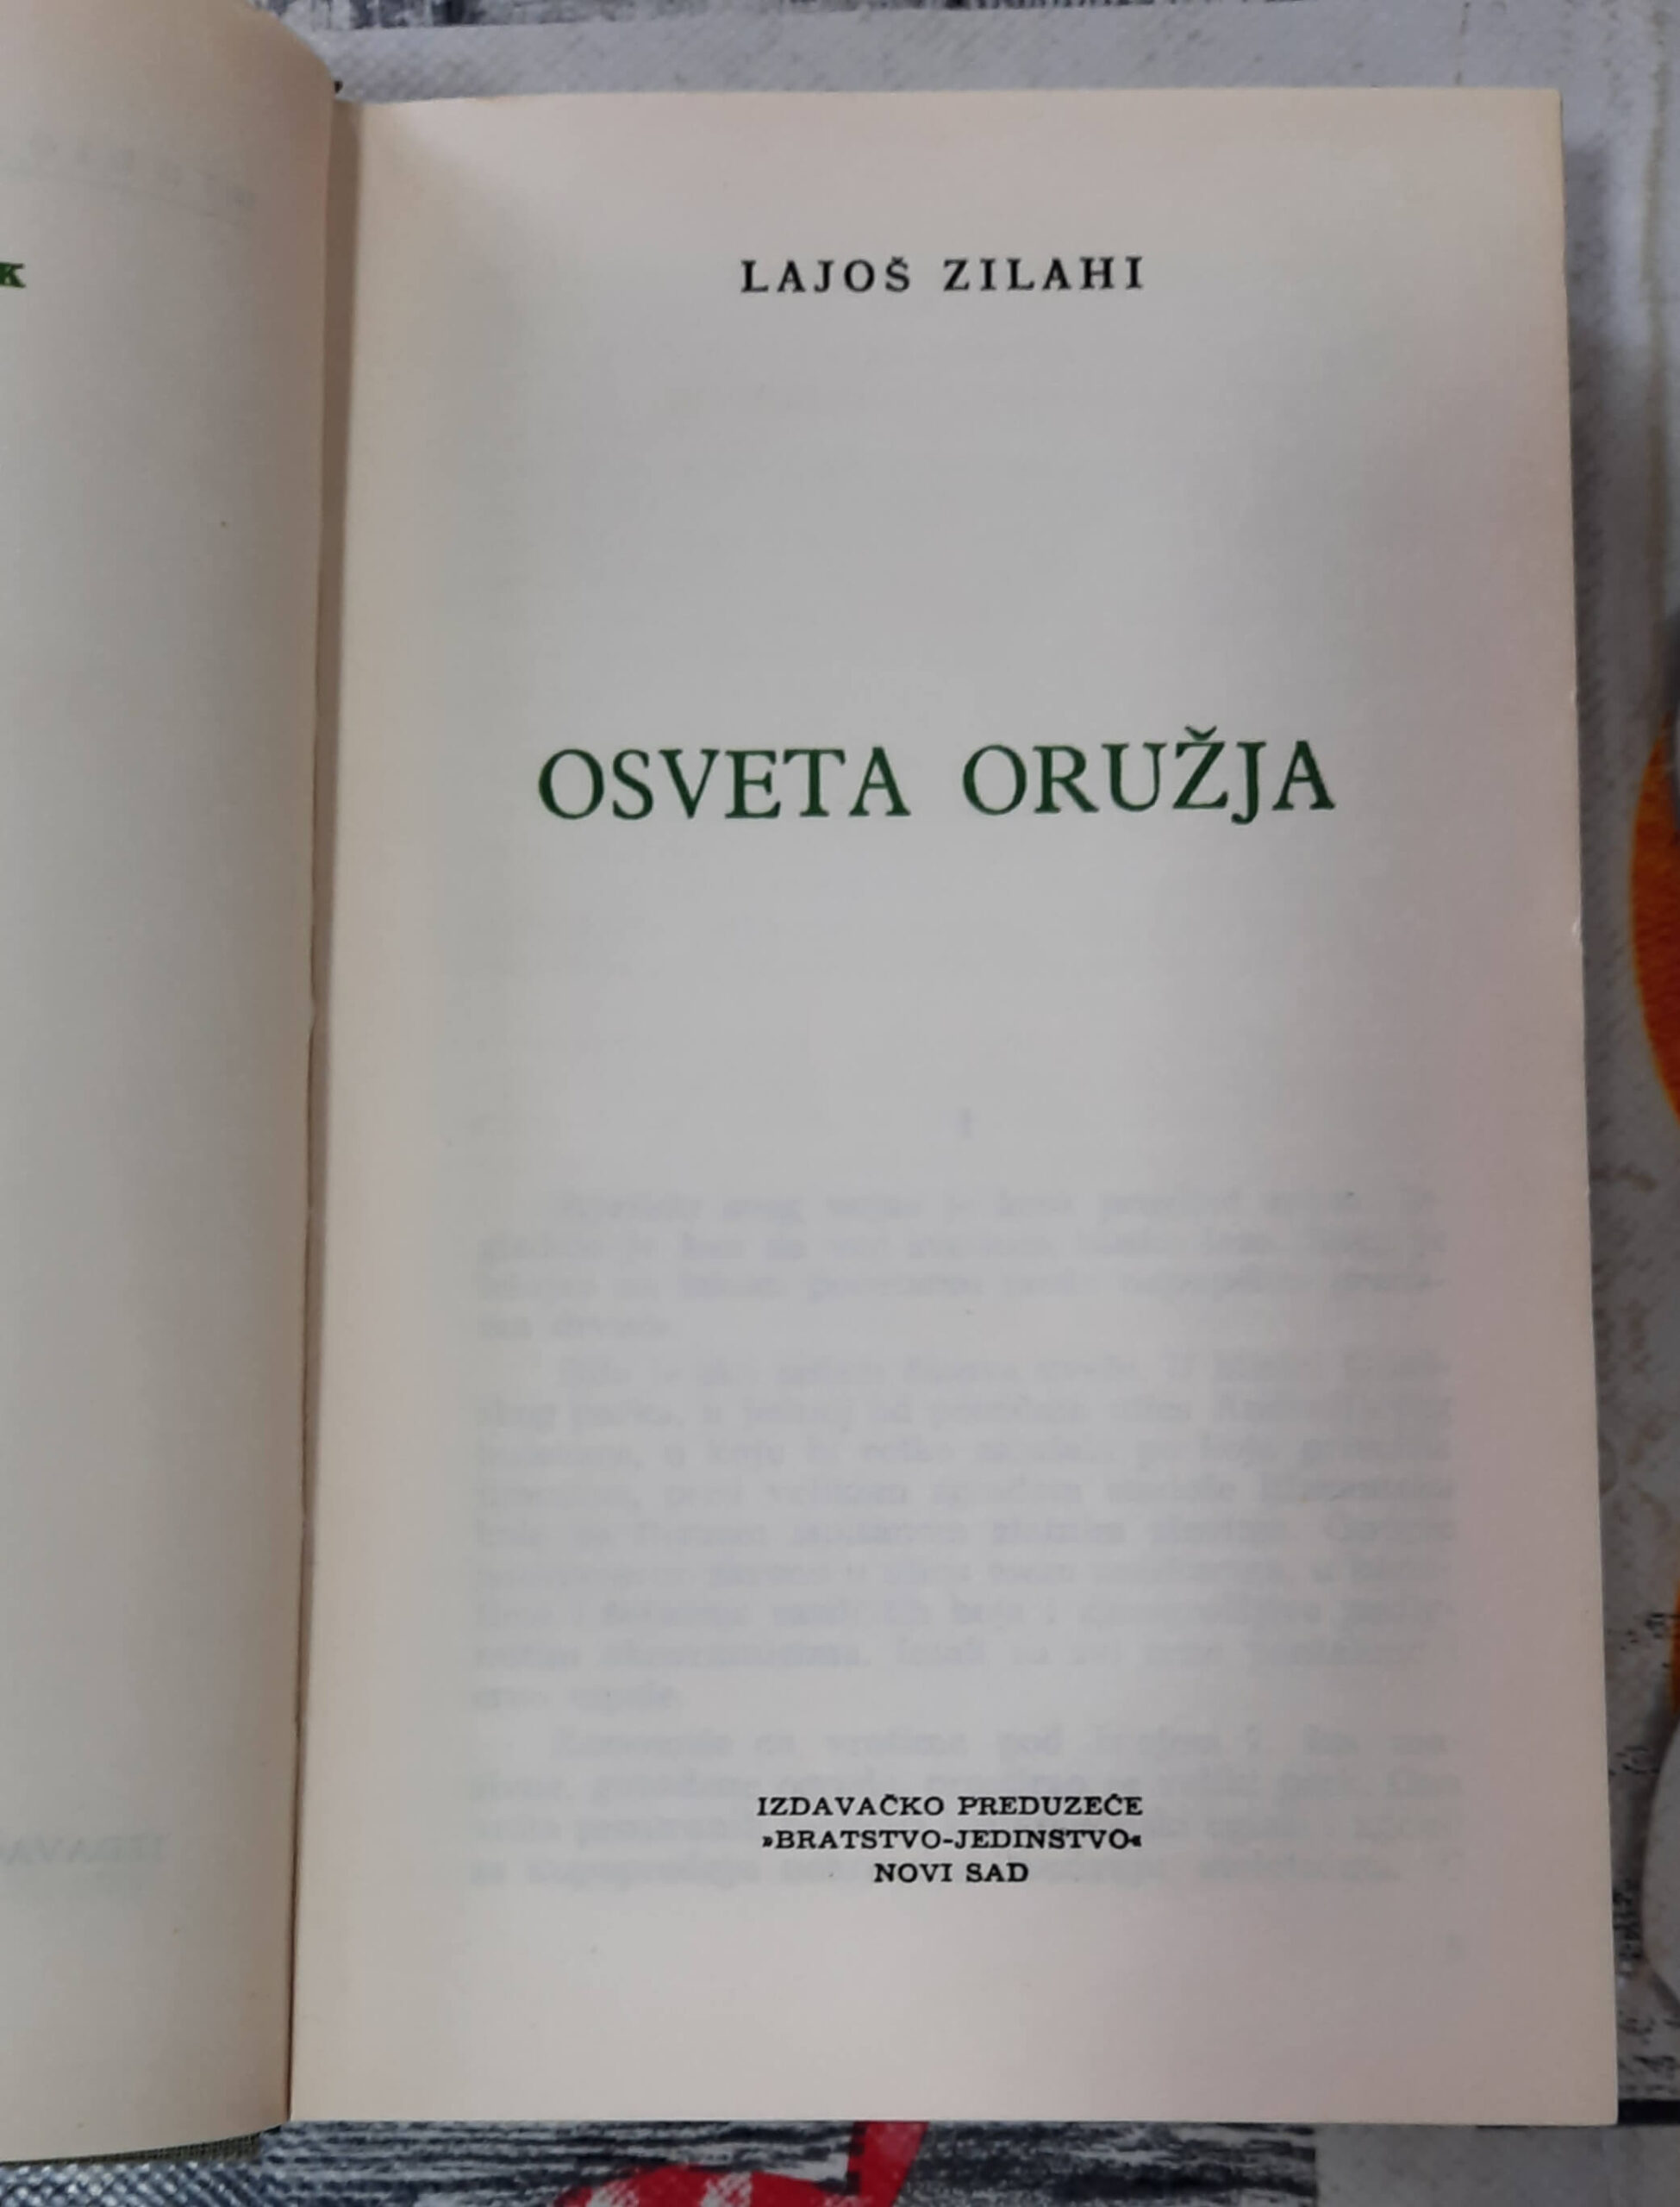 K
LAJOŠ ZILAHI
OSVETA ORUŽJA
IZDAVAČKO PREDUZEĆE
»BRATSTVO-JEDINSTVO«
NOVI SAD